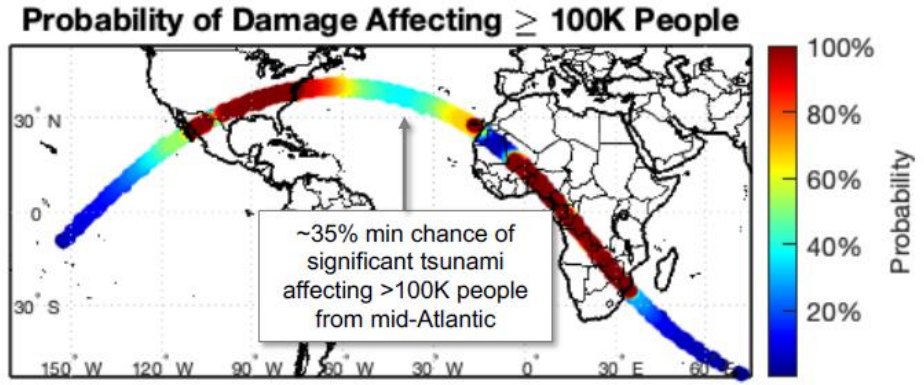 Probability of Damage Affecting ≥ 100K People
100%
30° N
80%
60%
0
~35% min chance of
significant tsunami
affecting >100K people
from mid-Atlantic
40%
30° S
20%
150° W 120° W 90° W 60° W 30° W 0° 30° E 60° E
Probability